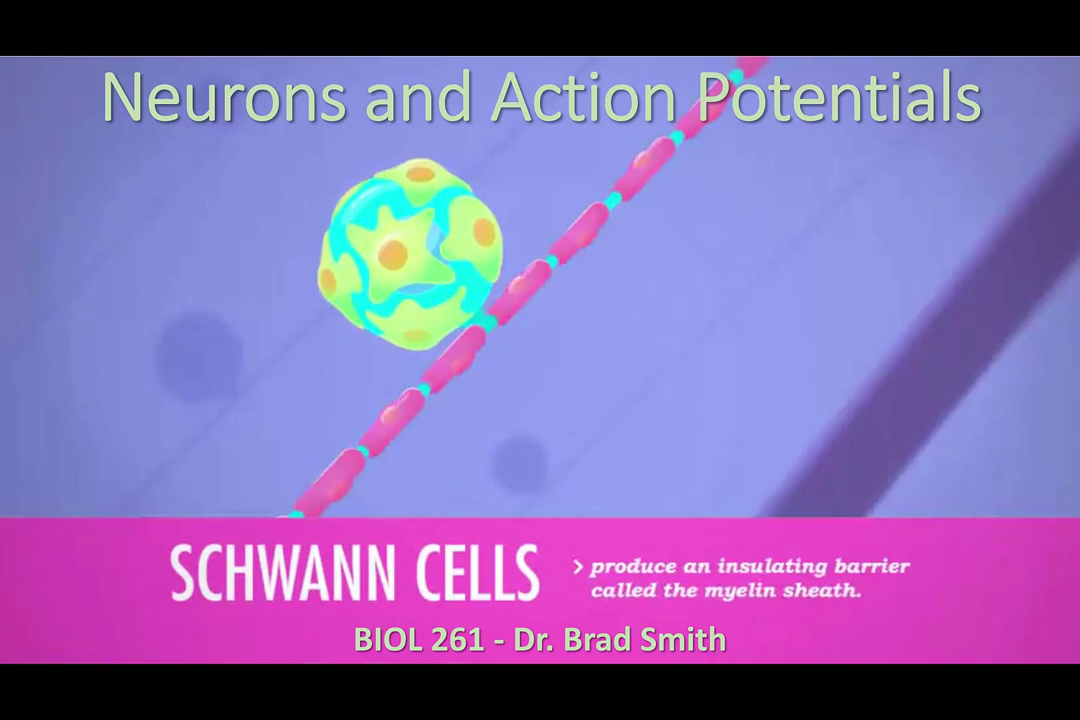 Neurons and Action Potentials
SCHWANN CELLS
> produce an insulating barrier
called the myelin sheath.
BIOL 261 - Dr. Brad Smith